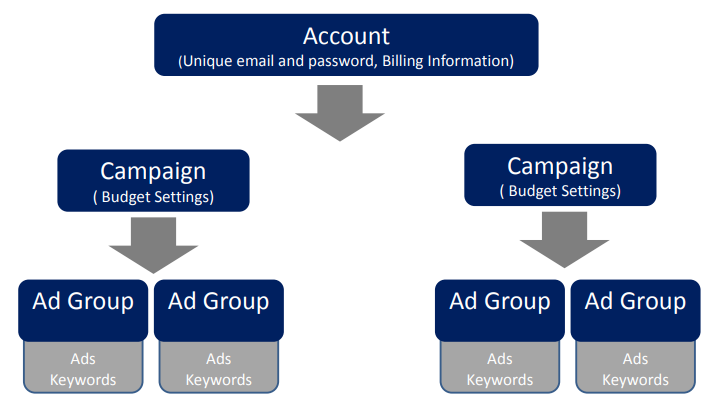 Account
(Unique email and password, Billing Information)
Campaign
( Budget Settings)
Campaign
( Budget Settings)
Ad Group
Ad Group
Ad Group
Ad Group
Ads
Keywords
Ads
Keywords
Ads
Keywords
Ads
Keywords